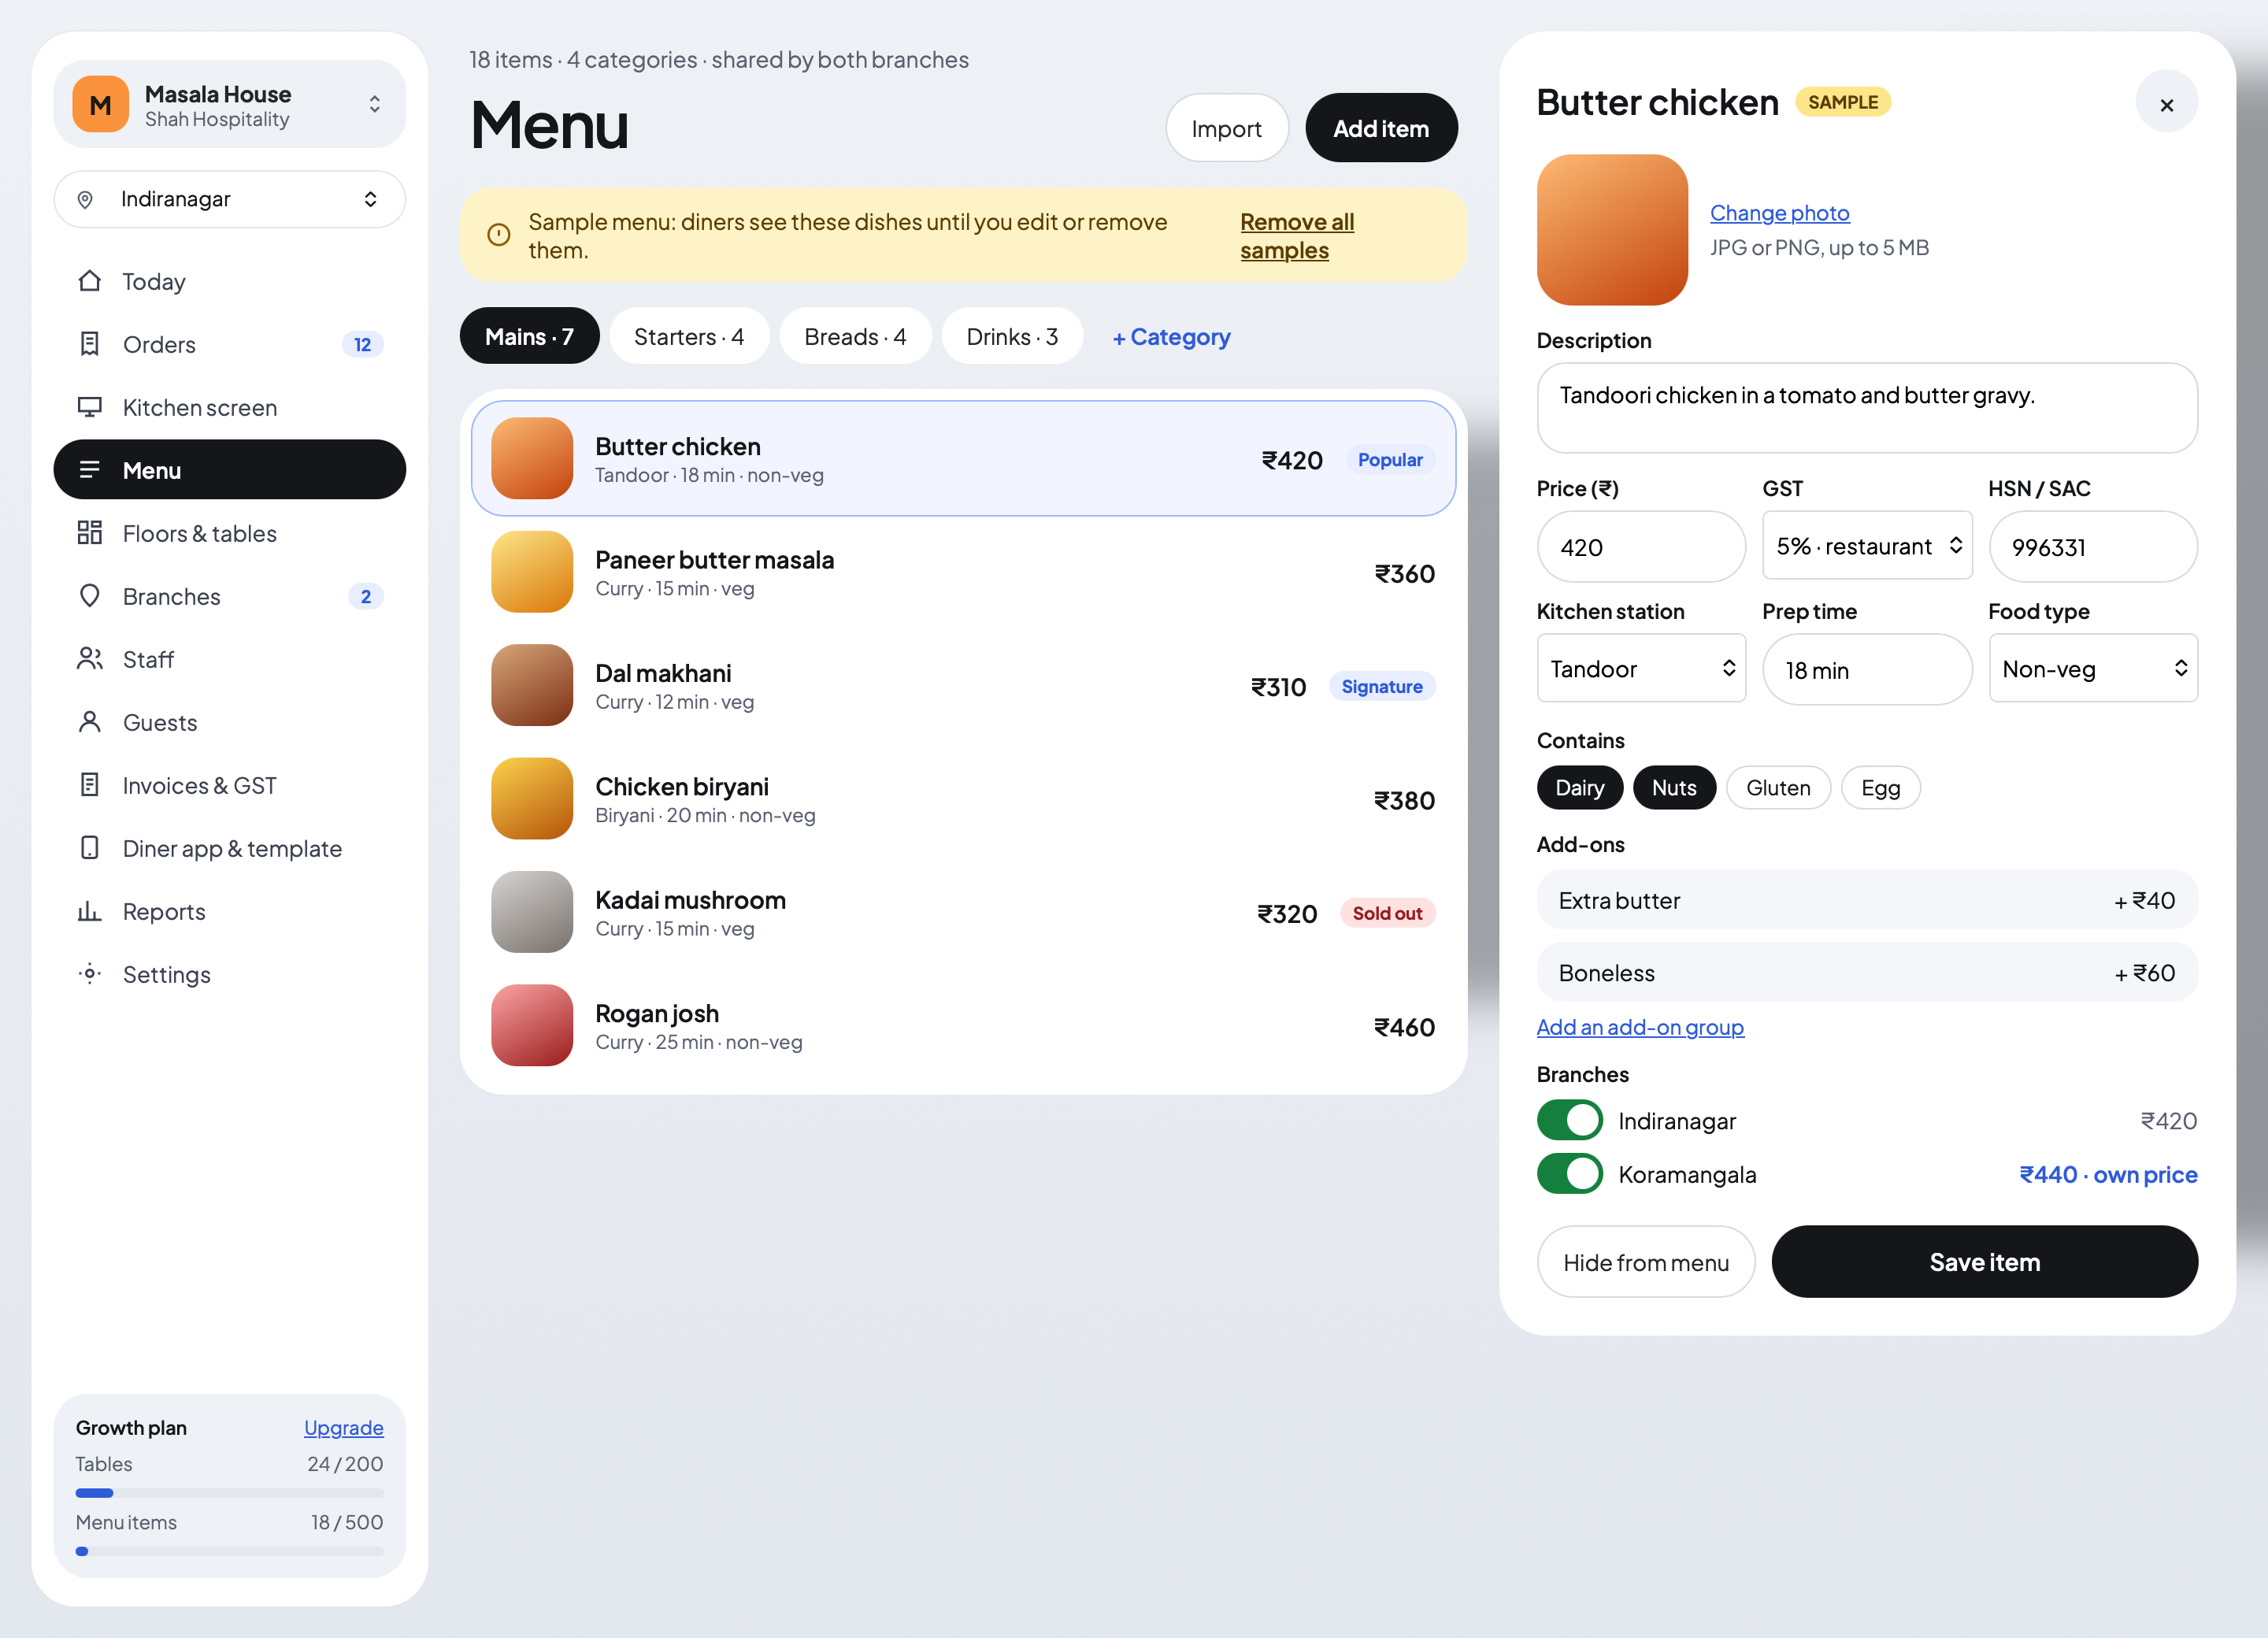 M
Masala House
Shah Hospitality
Indiranagar
Today
Orders 12
Kitchen screen
Menu
Floors & tables
Branches 2
Staff
Guests
Invoices & GST
Diner app & template
Reports
Settings
Growth plan Upgrade
Tables 24 / 200
Menu items 18 / 500
18 items · 4 categories · shared by both branches
Menu
Import
Add item
Sample menu: diners see these dishes until you edit or remove
them.
Remove all
samples
Mains · 7
Starters · 4
Breads · 4
Drinks · 3
+ Category
Butter chicken
Tandoor · 18 min · non-veg
₹420 Popular
Paneer butter masala
Curry · 15 min · veg
₹360
Dal makhani
Curry · 12 min · veg
₹310 Signature
Chicken biryani
Biryani · 20 min · non-veg
₹380
Kadai mushroom
Curry · 15 min · veg
₹320 Sold out
Rogan josh
Curry · 25 min · non-veg
₹460
Butter chicken SAMPLE
×
Change photo
JPG or PNG, up to 5 MB
Description
Tandoori chicken in a tomato and butter gravy.
Price (₹) GST HSN / SAC
420 5% · restaurant 996331
Kitchen station Prep time Food type
Tandoor 18 min Non-veg
Contains
Dairy Nuts Gluten Egg
Add-ons
Extra butter + ₹40
Boneless + ₹60
Add an add-on group
Branches
Indiranagar ₹420
Koramangala ₹440 · own price
Hide from menu
Save item